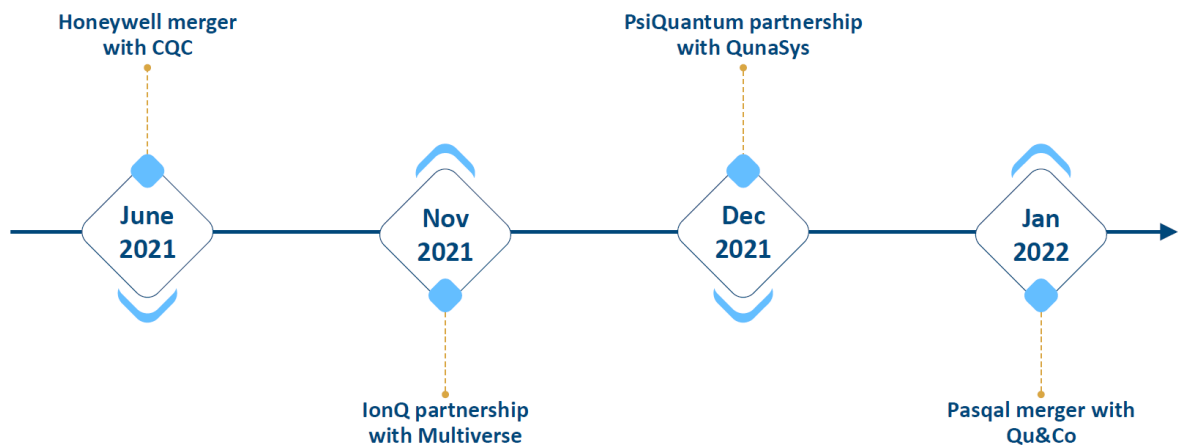 Honeywell merger
with CQC
PsiQuantum partnership
with QunaSys
June
2021
Nov
2021
Dec
2021
Jan
2022
IonQ partnership
with Multiverse
Pasqal merger with
Qu&Co